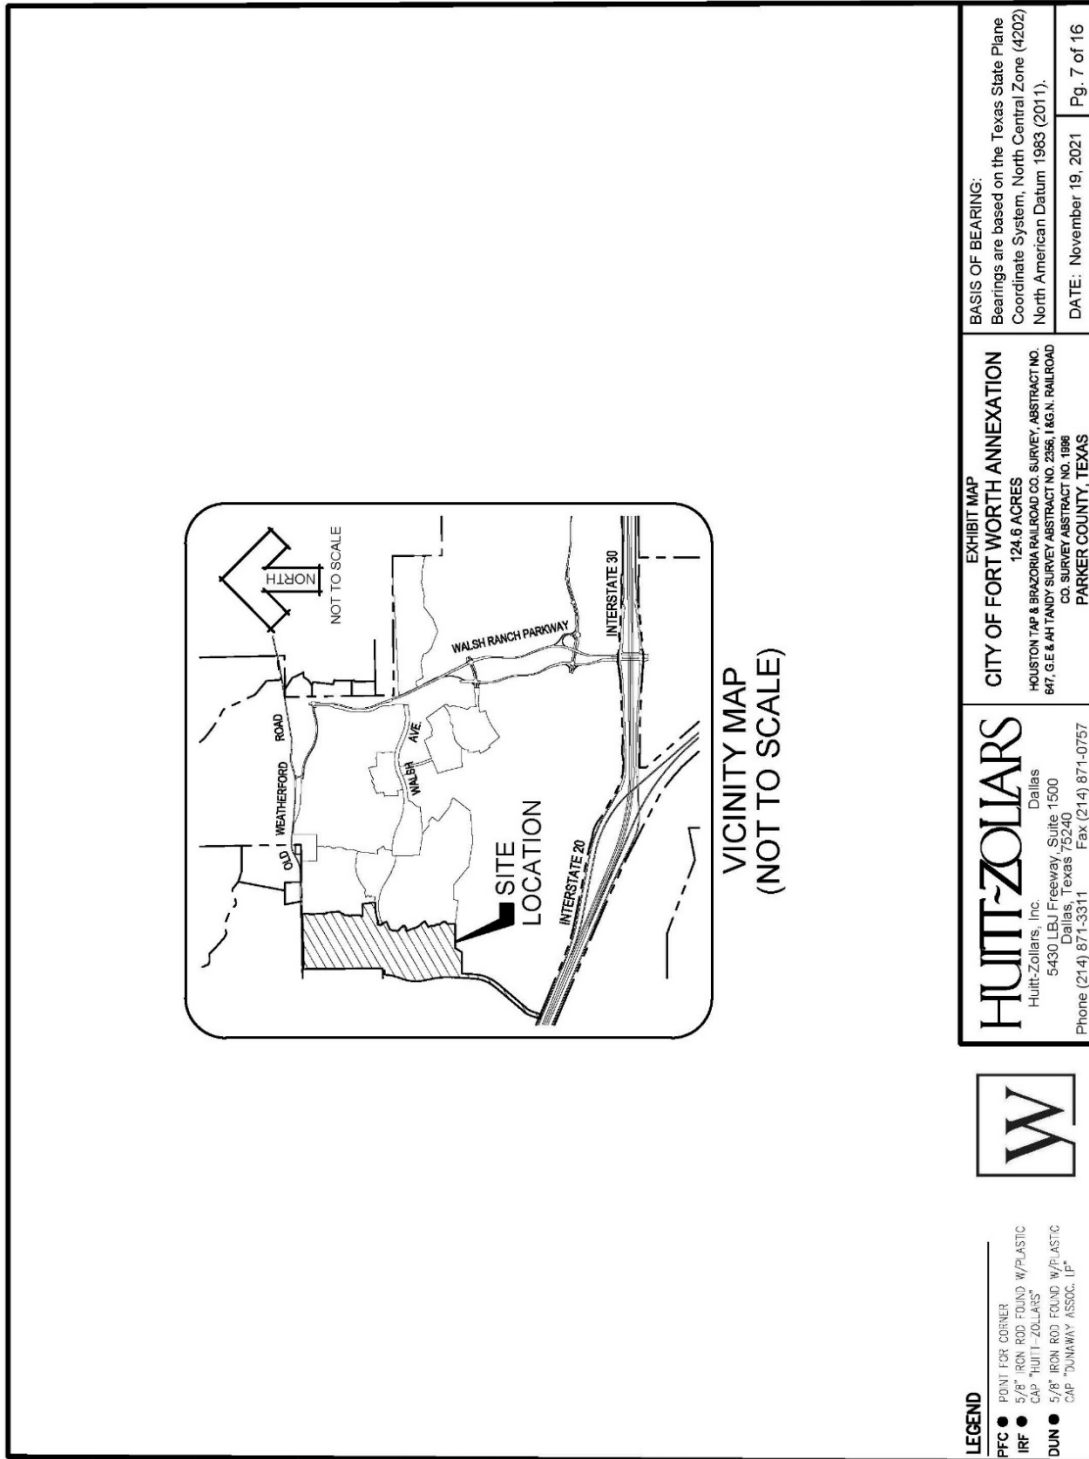 NORTH
NOT TO SCALE
OLD WEATHERFORD ROAD
WALSH AVE.
WALSH RANCH PARKWAY
INTERSTATE 30
INTERSTATE 20
SITE
LOCATION
VICINITY MAP
(NOT TO SCALE)
LEGEND
PFC ● POINT FOR CORNER
IRF ● 5/8" IRON ROD FOUND W/PLASTIC
CAP "HUITT-ZOLLARS"
DUN ● 5/8" IRON ROD FOUND W/PLASTIC
CAP "DUNAWAY ASSOC. LP"
W
HUITT~ZOLLARS
Huitt-Zollars, Inc. Dallas
5430 LBJ Freeway, Suite 1500
Dallas, Texas 75240
Phone (214) 871-3311 Fax (214) 871-0757
EXHIBIT MAP
CITY OF FORT WORTH ANNEXATION
124.6 ACRES
HOUSTON TAP & BRAZORIA RAILROAD CO. SURVEY, ABSTRACT NO.
647, G.E & AH TANDY SURVEY ABSTRACT NO. 2356, I &G.N. RAILROAD
CO. SURVEY ABSTRACT NO. 1996
PARKER COUNTY, TEXAS
BASIS OF BEARING:
Bearings are based on the Texas State Plane
Coordinate System, North Central Zone (4202)
North American Datum 1983 (2011).
DATE: November 19, 2021
Pg. 7 of 16